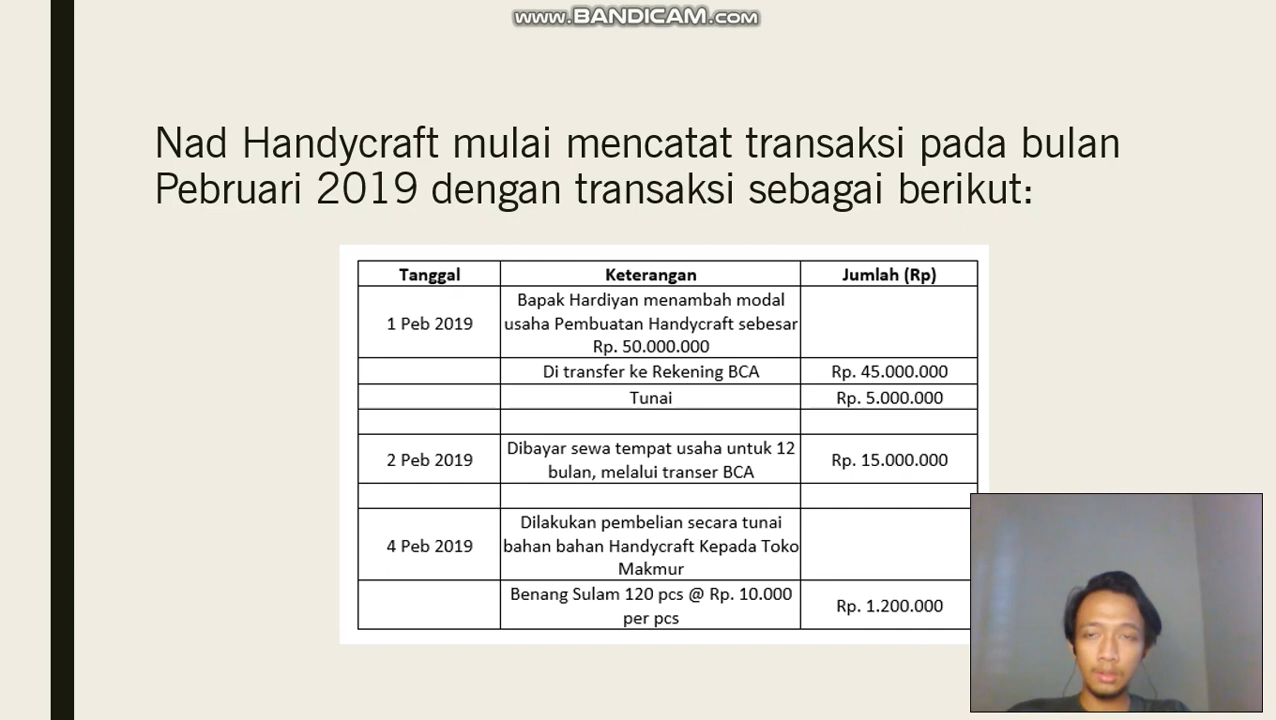 www.BANDICAM.com
Nad Handycraft mulai mencatat transaksi pada bulan
Pebruari 2019 dengan transaksi sebagai berikut:
Tanggal Keterangan Jumlah (Rp)
1 Peb 2019
Bapak Hardiyan menambah modal
usaha Pembuatan Handycraft sebesar
Rp. 50.000.000
Di transfer ke Rekening BCA Rp. 45.000.000
Tunai Rp. 5.000.000
2 Peb 2019
Dibayar sewa tempat usaha untuk 12
bulan, melalui transer BCA
Rp. 15.000.000
4 Peb 2019
Dilakukan pembelian secara tunai
bahan bahan Handycraft Kepada Toko
Makmur
Benang Sulam 120 pcs @ Rp. 10.000
per pcs
Rp. 1.200.000